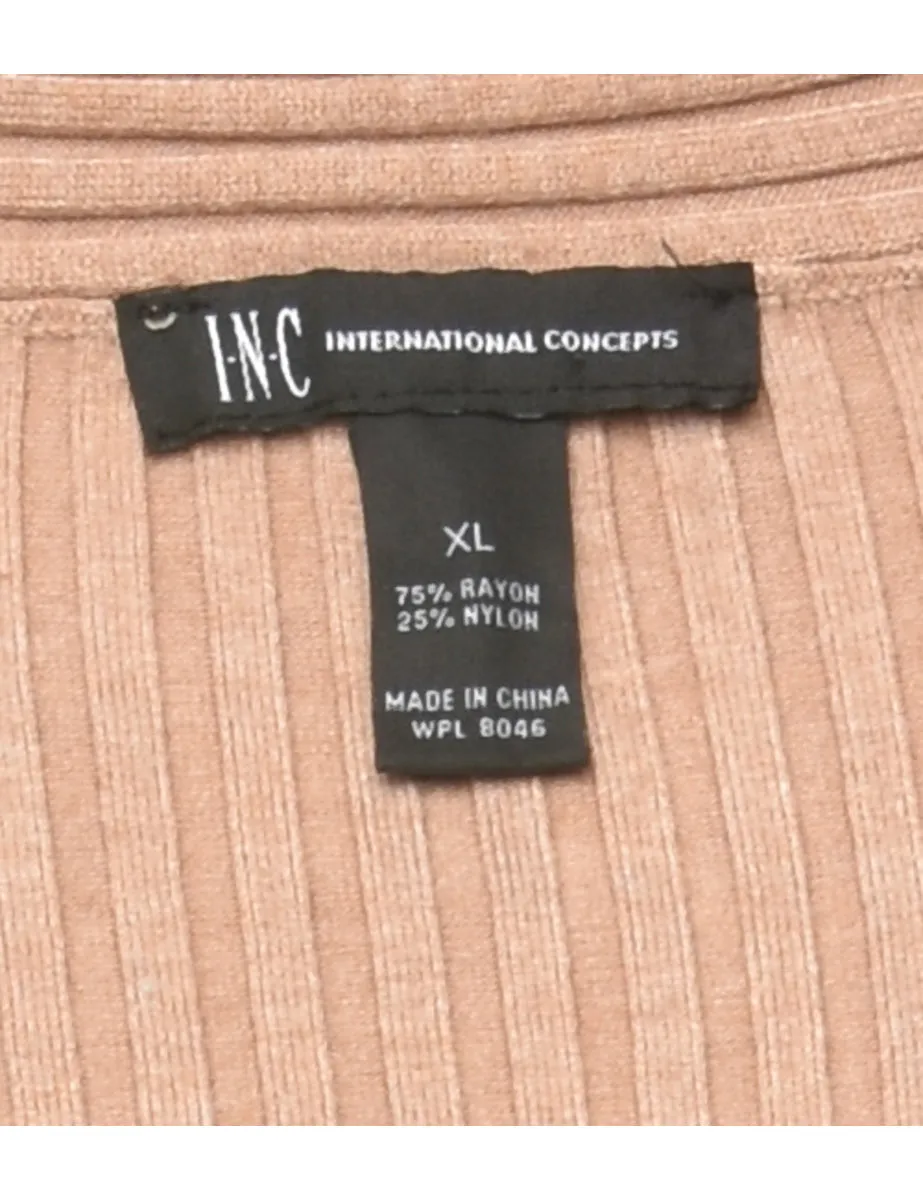 I·N·C INTERNATIONAL CONCEPTS
XL
75% RAYON
25% NYLON
MADE IN CHINA
WPL 8046